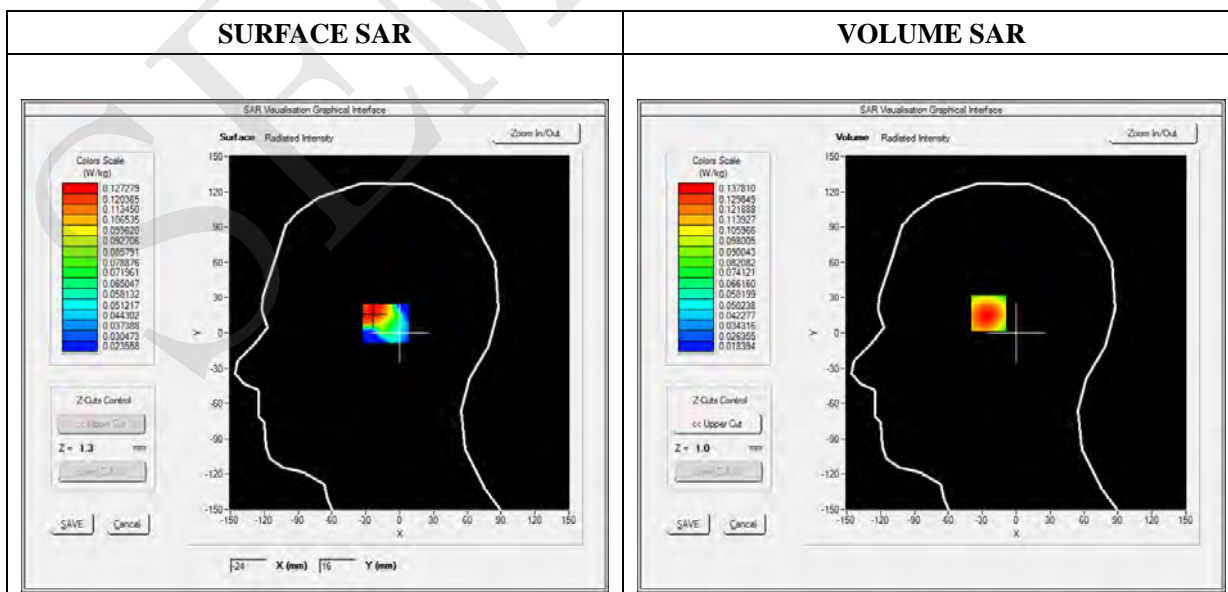 SURFACE SAR
VOLUME SAR
SAR Visualisation Graphical Interface
Surface Radiated Intensity
Zoom In/Out
Colors Scale
(W/kg)
0.127279
0.120365
0.113450
0.106535
0.099620
0.092706
0.085791
0.078876
0.071961
0.065047
0.058132
0.051217
0.044302
0.037388
0.030473
0.023558
150
120
90
60
30
0
-30
-60
-90
-120
-150
Y
-150 -120 -90 -60 -30 0 30 60 90 120 150
X
Z-Cuts Control
<< Upper Cut
Z = 1.3 mm
SAVE Cancel
-24 X (mm) 16 Y (mm)
SAR Visualisation Graphical Interface
Volume Radiated Intensity
Zoom In/Out
Colors Scale
(W/kg)
0.137810
0.129849
0.121888
0.113927
0.105966
0.098005
0.090043
0.082082
0.074121
0.066160
0.058199
0.050238
0.042277
0.034316
0.026355
0.018394
150
120
90
60
30
0
-30
-60
-90
-120
-150
Y
-150 -120 -90 -60 -30 0 30 60 90 120 150
X
Z-Cuts Control
<< Upper Cut
Z = 1.0 mm
SAVE Cancel